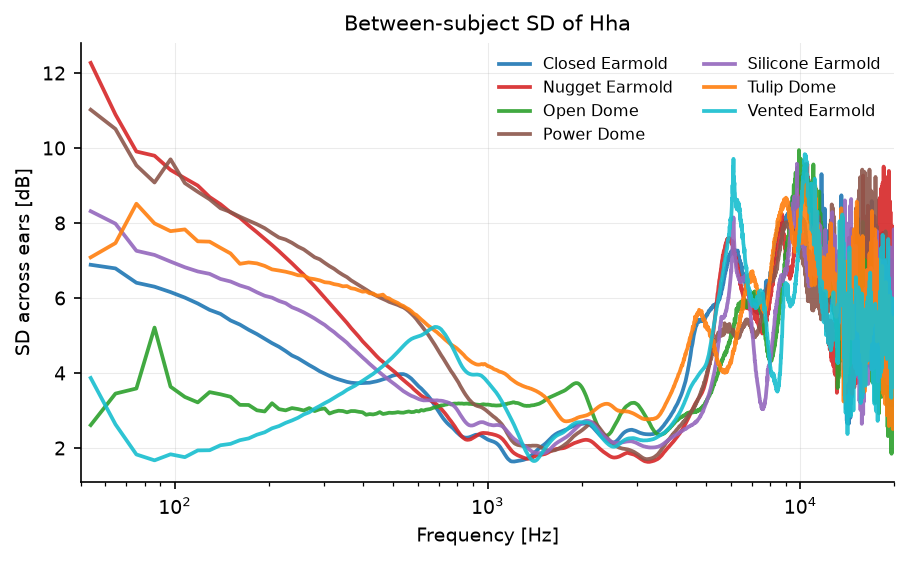 Between-subject SD of Hha
Closed Earmold
Nugget Earmold
Open Dome
Power Dome
Silicone Earmold
Tulip Dome
Vented Earmold
SD across ears [dB]
12
10
8
6
4
2
10²
10³
10⁴
Frequency [Hz]